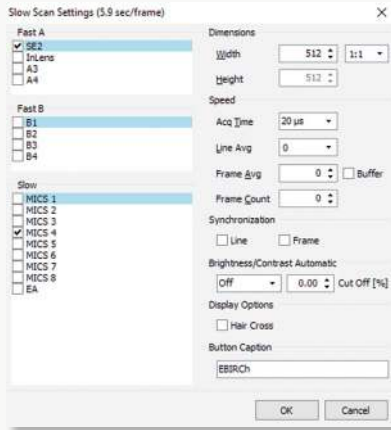 Slow Scan Settings (5.9 sec/frame)
Fast A
SE2
InLens
A3
A4
Fast B
B1
B2
B3
B4
Slow
MICS 1
MICS 2
MICS 3
MICS 4
MICS 5
MICS 6
MICS 7
MICS 8
EA
Dimensions
Width 512 1:1
Height 512
Speed
Acq Time 20 µs
Line Avg 0
Frame Avg 0 Buffer
Frame Count 0
Synchronization
Line Frame
Brightness/Contrast Automatic
Off 0.00 Cut Off [%]
Display Options
Hair Cross
Button Caption
EBIRCh
OK Cancel